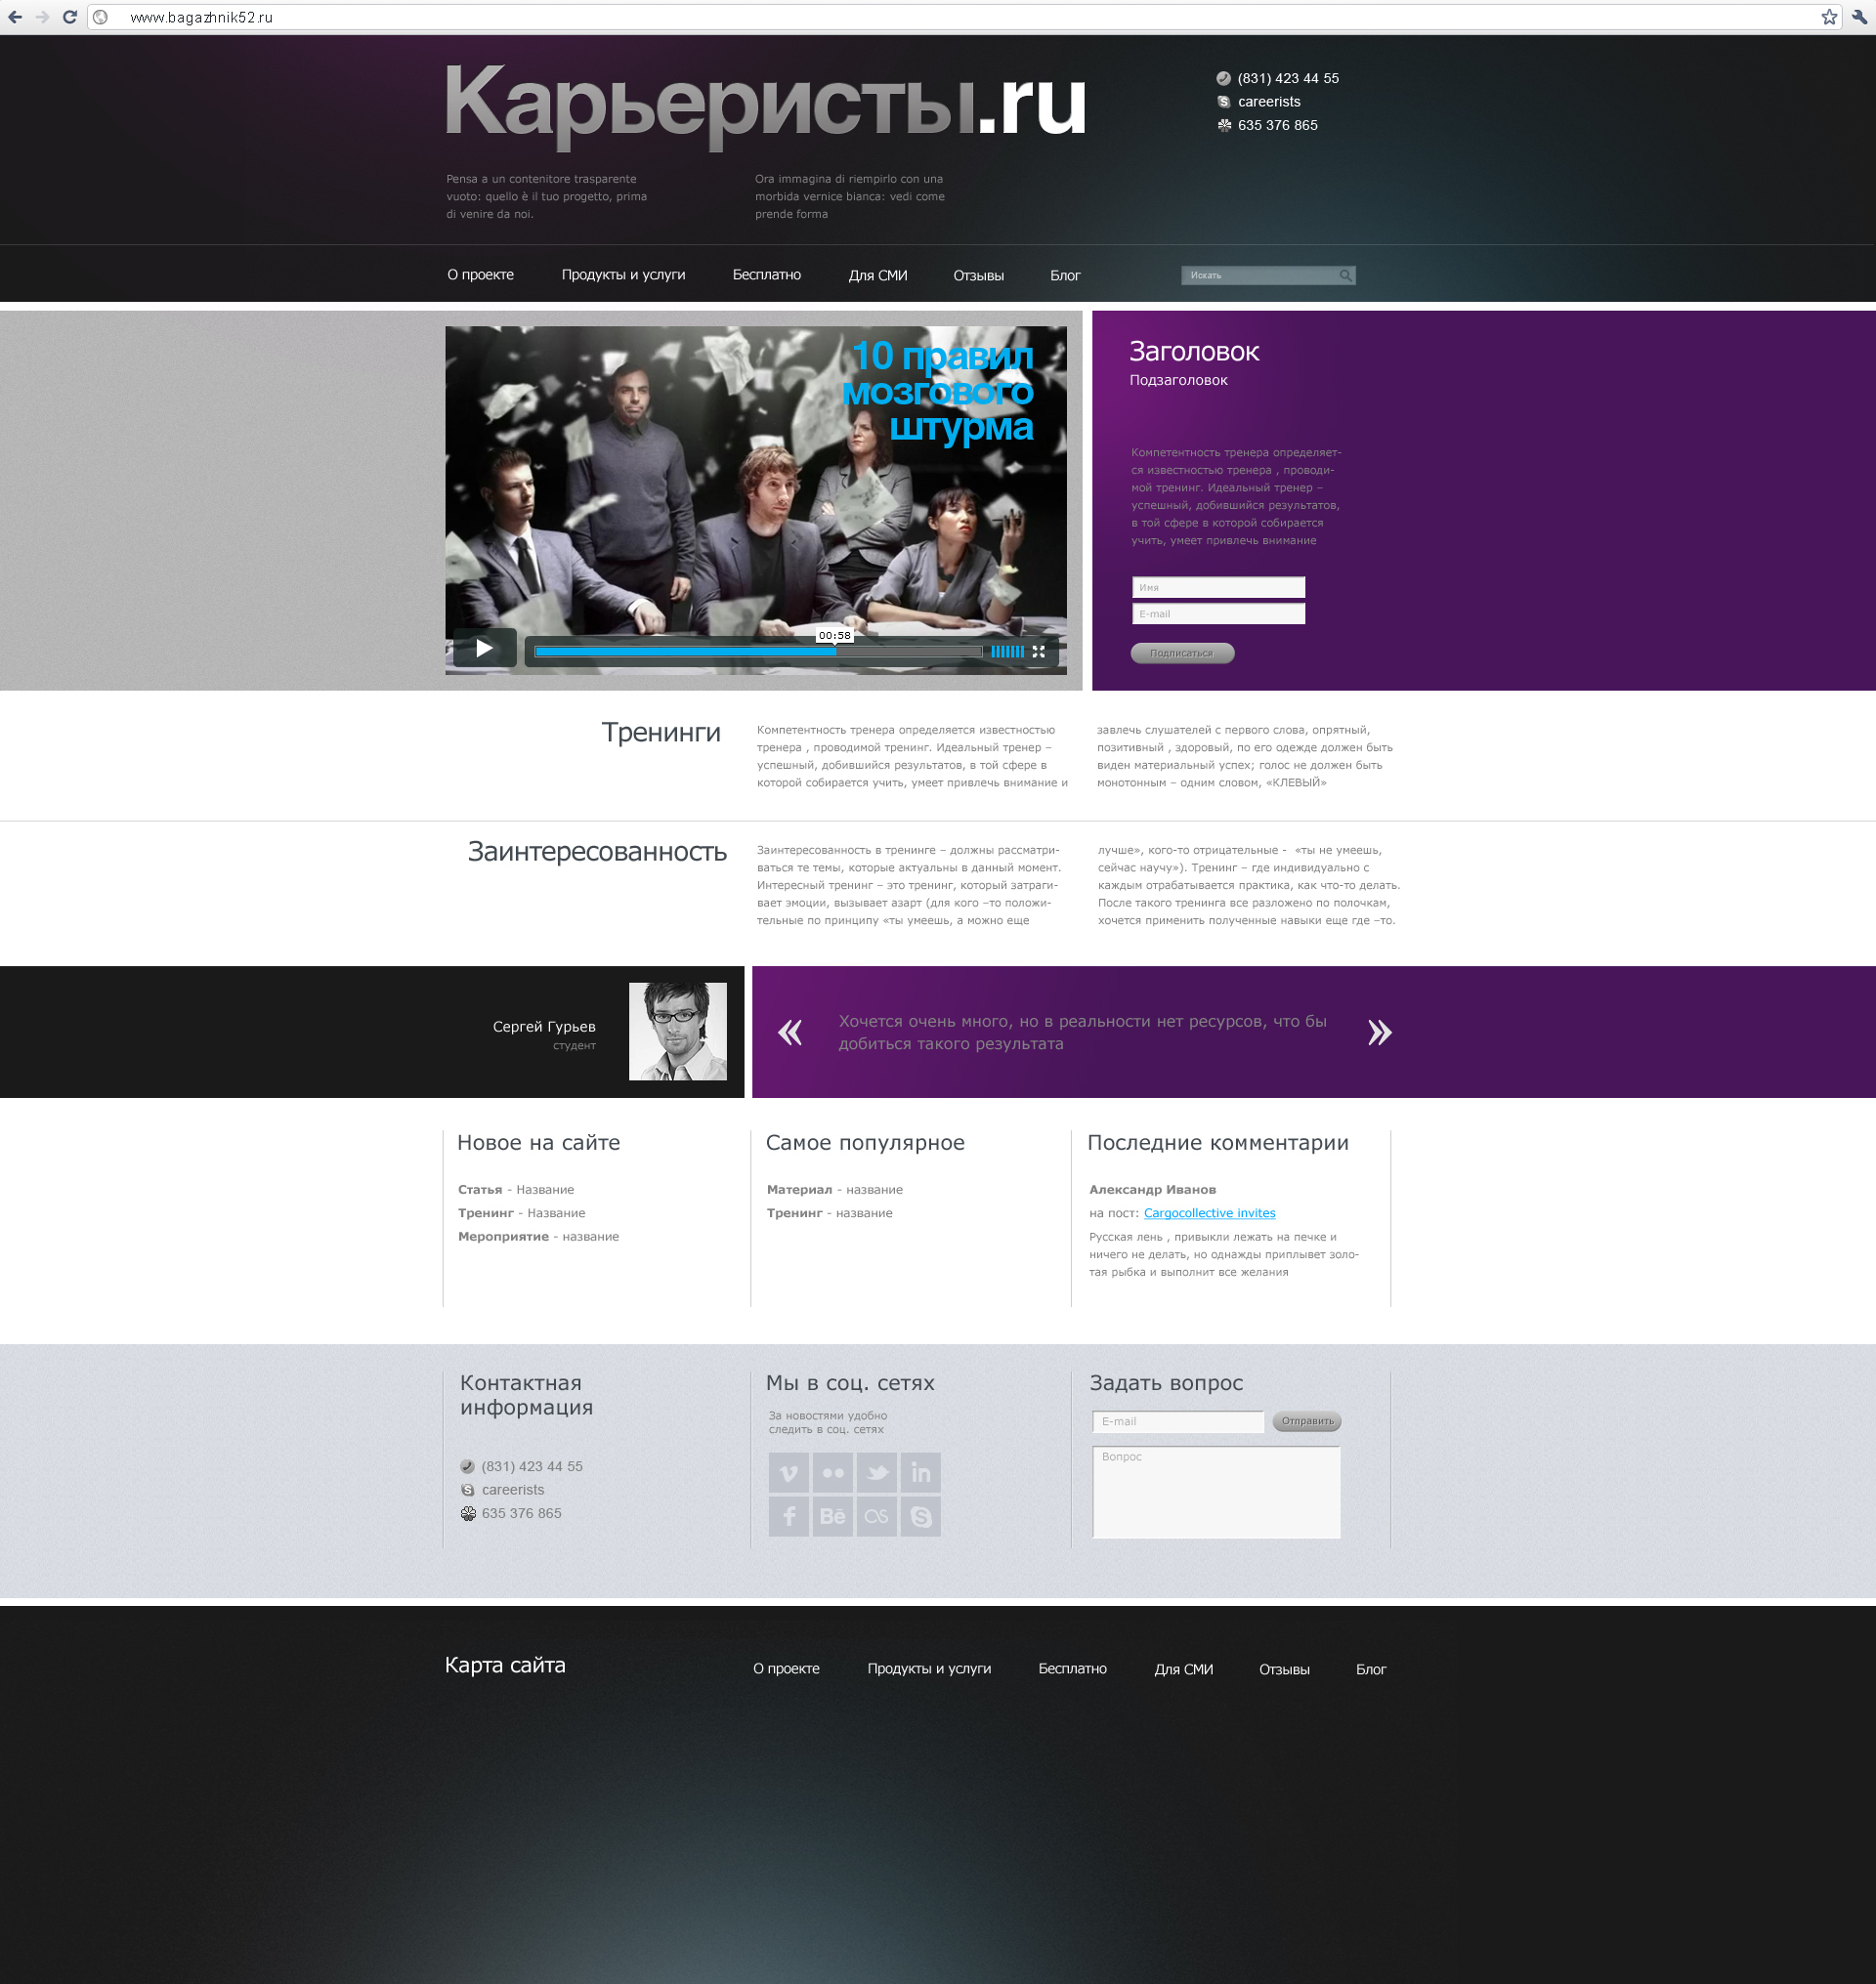 www.bagazhnik52.ru
Карьеристы.ru
(831) 423 44 55
careerists
635 376 865
Pensa a un contenitore trasparente
vuoto: quello è il tuo progetto, prima
di venire da noi.
Ora immagina di riempirlo con una
morbida vernice bianca: vedi come
prende forma
О проекте Продукты и услуги Бесплатно Для СМИ Отзывы Блог
Искать
10 правил
мозгового
штурма
00:58
Заголовок
Подзаголовок
Компетентность тренера определяет-
ся известностью тренера , проводи-
мой тренинг. Идеальный тренер –
успешный, добившийся результатов,
в той сфере в которой собирается
учить, умеет привлечь внимание
Имя
E-mail
Подписаться
Тренинги
Компетентность тренера определяется известностью
тренера , проводимой тренинг. Идеальный тренер –
успешный, добившийся результатов, в той сфере в
которой собирается учить, умеет привлечь внимание и
завлечь слушателей с первого слова, опрятный,
позитивный , здоровый, по его одежде должен быть
виден материальный успех; голос не должен быть
монотонным – одним словом, «КЛЕВЫЙ»
Заинтересованность
Заинтересованность в тренинге – должны рассматри-
ваться те темы, которые актуальны в данный момент.
Интересный тренинг – это тренинг, который затраги-
вает эмоции, вызывает азарт (для кого –то положи-
тельные по принципу «ты умеешь, а можно еще
лучше», кого-то отрицательные - «ты не умеешь,
сейчас научу»). Тренинг – где индивидуально с
каждым отрабатывается практика, как что-то делать.
После такого тренинга все разложено по полочкам,
хочется применить полученные навыки еще где –то.
Сергей Гурьев
студент
« Хочется очень много, но в реальности нет ресурсов, что бы »
добиться такого результата
Новое на сайте
Статья - Название
Тренинг - Название
Мероприятие - название
Самое популярное
Материал - название
Тренинг - название
Последние комментарии
Александр Иванов
на пост: Cargocollective invites
Русская лень , привыкли лежать на печке и
ничего не делать, но однажды приплывет золо-
тая рыбка и выполнит все желания
Контактная
информация
(831) 423 44 55
careerists
635 376 865
Мы в соц. сетях
За новостями удобно
следить в соц. сетях
Задать вопрос
E-mail
Отправить
Вопрос
Карта сайта
О проекте Продукты и услуги Бесплатно Для СМИ Отзывы Блог